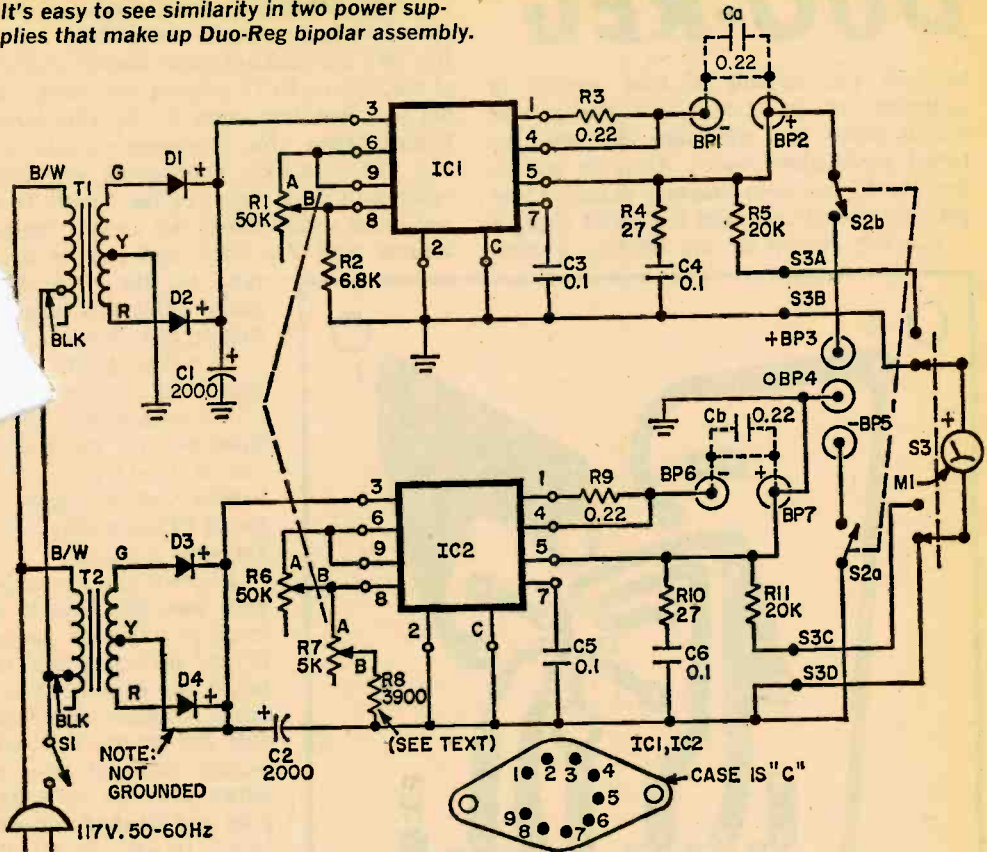 It's easy to see similarity in two power sup-
plies that make up Duo-Reg bipolar assembly.
Ca
0.22
BP1
-
+
BP2
B/W
T1
G
D1
+
Y
D2
+
R
BLK
C1
2000
+
3
6
9
8
A
R1
50K
B
R2
6.8K
IC1
2
C
1
4
5
7
R3
0.22
R4
27
R5
20K
C3
0.1
C4
0.1
S2b
S3A
S3B
+BP3
OBP4
-BP5
S3
+
M1
S2a
Cb
0.22
BP6
-
+
BP7
B/W
T2
G
D3
+
Y
D4
+
R
BLK
S1
NOTE:
NOT
GROUNDED
+
C2
2000
117V. 50-60Hz
3
6
9
8
A
R6
50K
B
A
R7
5K
B
R8
3900
(SEE TEXT)
IC2
2
C
1
4
5
7
R9
0.22
R10
27
R11
20K
C5
0.1
C6
0.1
S3C
S3D
IC1, IC2
CASE IS "C"
1
2
3
4
5
6
7
8
9